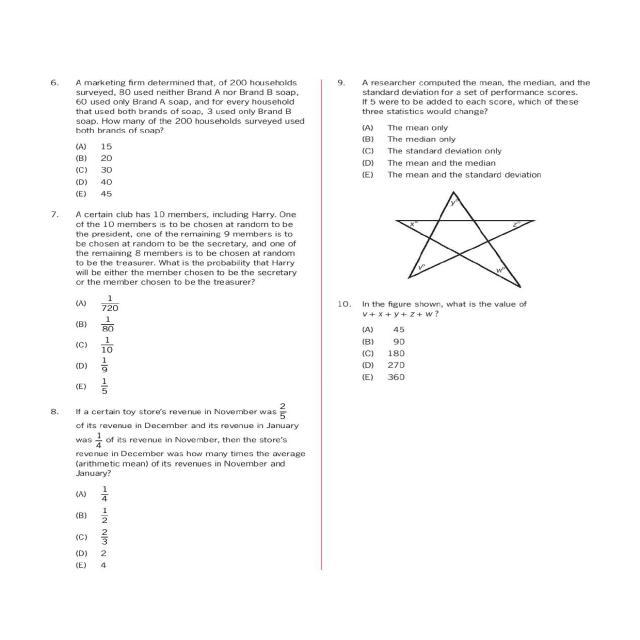 6. A marketing firm determined that, of 200 households
surveyed, 80 used neither Brand A nor Brand B soap,
60 used only Brand A soap, and for every household
that used both brands of soap, 3 used only Brand B
soap. How many of the 200 households surveyed used
both brands of soap?
(A) 15
(B) 20
(C) 30
(D) 40
(E) 45
7. A certain club has 10 members, including Harry. One
of the 10 members is to be chosen at random to be
the president, one of the remaining 9 members is to
be chosen at random to be the secretary, and one of
the remaining 8 members is to be chosen at random
to be the treasurer. What is the probability that Harry
will be either the member chosen to be the secretary
or the member chosen to be the treasurer?
(A) 1/720
(B) 1/80
(C) 1/10
(D) 1/9
(E) 1/5
8. If a certain toy store's revenue in November was 2/5
of its revenue in December and its revenue in January
was 1/4 of its revenue in November, then the store's
revenue in December was how many times the average
(arithmetic mean) of its revenues in November and
January?
(A) 1/4
(B) 1/2
(C) 2/3
(D) 2
(E) 4
9. A researcher computed the mean, the median, and the
standard deviation for a set of performance scores.
If 5 were to be added to each score, which of these
three statistics would change?
(A) The mean only
(B) The median only
(C) The standard deviation only
(D) The mean and the median
(E) The mean and the standard deviation
y°
x° z°
v° w°
10. In the figure shown, what is the value of
v + x + y + z + w ?
(A) 45
(B) 90
(C) 180
(D) 270
(E) 360